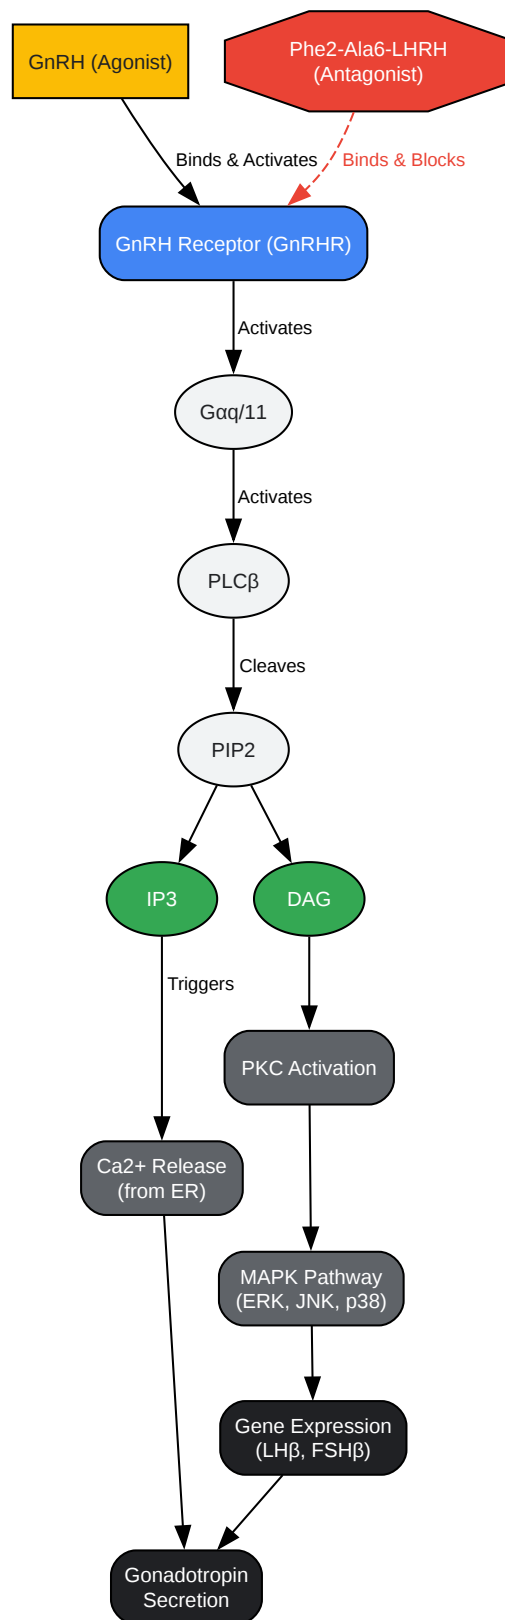 GnRH (Agonist)
Phe2-Ala6-LHRH
(Antagonist)
Binds & Activates
Binds & Blocks
GnRH Receptor (GnRHR)
Activates
Gαq/11
Activates
PLCβ
Cleaves
PIP2
IP3
DAG
Triggers
PKC Activation
Ca2+ Release
(from ER)
MAPK Pathway
(ERK, JNK, p38)
Gene Expression
(LHβ, FSHβ)
Gonadotropin
Secretion